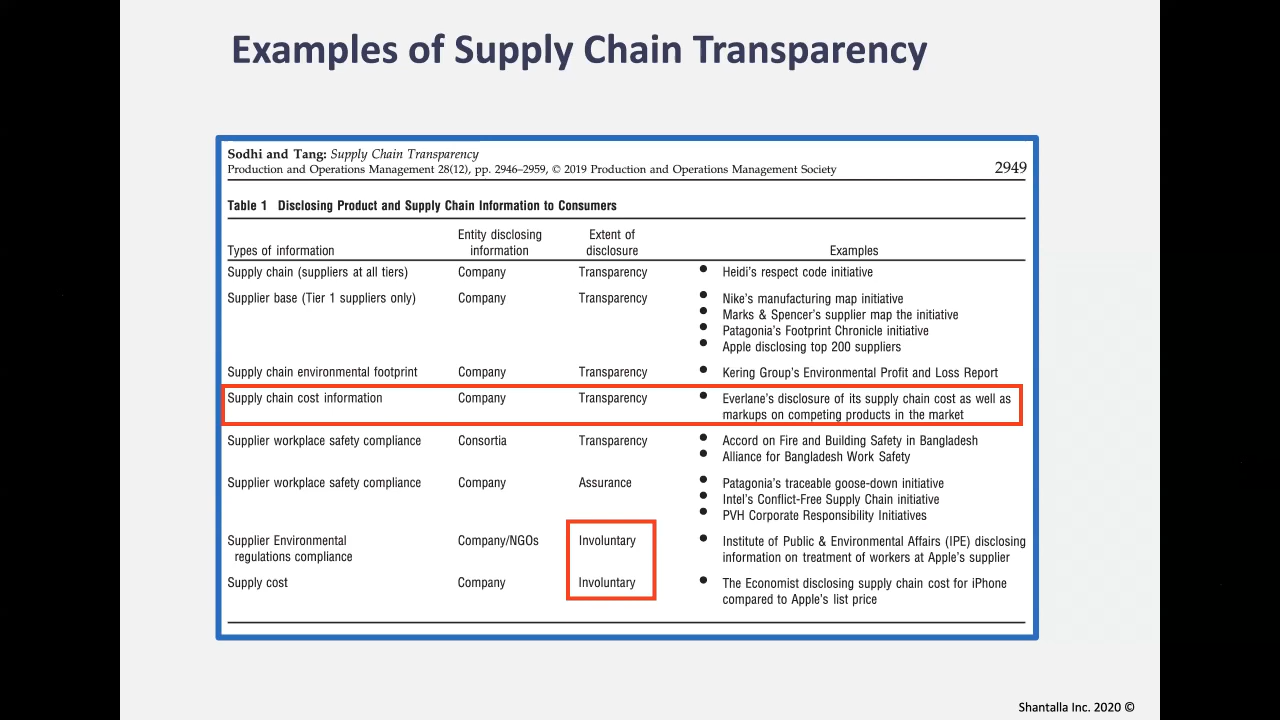 Examples of Supply Chain Transparency
Sodhi and Tang: Supply Chain Transparency
Production and Operations Management 28(12), pp. 2946–2959, © 2019 Production and Operations Management Society 2949
Table 1 Disclosing Product and Supply Chain Information to Consumers
Types of information Entity disclosing information Extent of disclosure Examples
Supply chain (suppliers at all tiers) Company Transparency • Heidi's respect code initiative
Supplier base (Tier 1 suppliers only) Company Transparency • Nike's manufacturing map initiative
• Marks & Spencer's supplier map the initiative
• Patagonia's Footprint Chronicle initiative
• Apple disclosing top 200 suppliers
Supply chain environmental footprint Company Transparency • Kering Group's Environmental Profit and Loss Report
Supply chain cost information Company Transparency • Everlane's disclosure of its supply chain cost as well as
markups on competing products in the market
Supplier workplace safety compliance Consortia Transparency • Accord on Fire and Building Safety in Bangladesh
• Alliance for Bangladesh Work Safety
Supplier workplace safety compliance Company Assurance • Patagonia's traceable goose-down initiative
• Intel's Conflict-Free Supply Chain initiative
• PVH Corporate Responsibility Initiatives
Supplier Environmental Company/NGOs Involuntary • Institute of Public & Environmental Affairs (IPE) disclosing
regulations compliance information on treatment of workers at Apple's supplier
Supply cost Company Involuntary • The Economist disclosing supply chain cost for iPhone
compared to Apple's list price
Shantalla Inc. 2020 ©